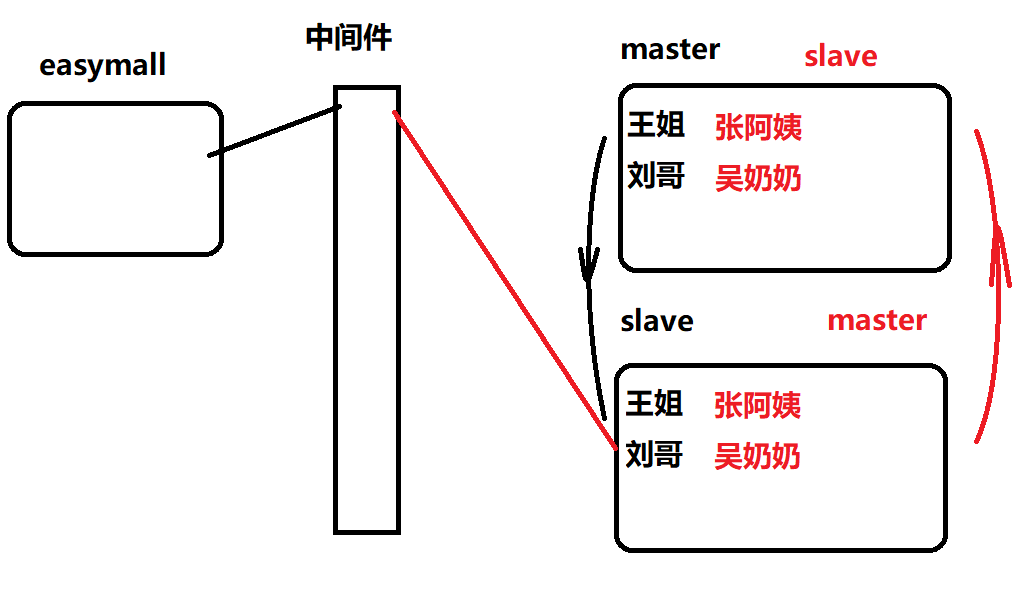 中间件
easymall
master slave
王姐 张阿姨
刘哥 吴奶奶
slave master
王姐 张阿姨
刘哥 吴奶奶